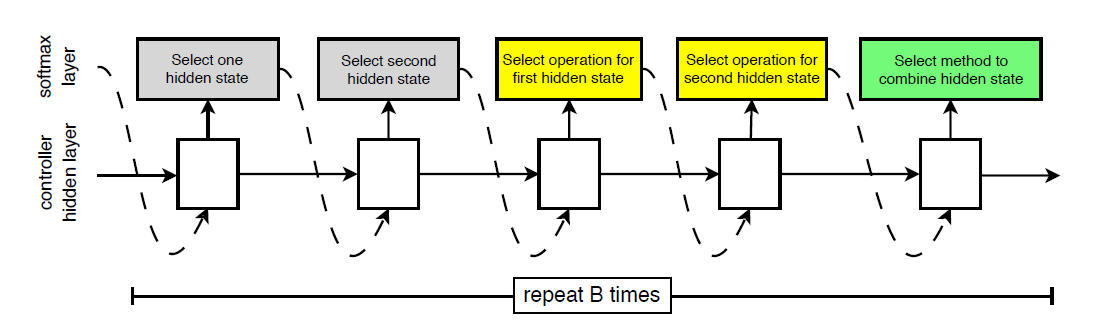 softmax
layer
Select one
hidden state
Select second
hidden state
Select operation for
first hidden state
Select operation for
second hidden state
Select method to
combine hidden state
controller
hidden layer
repeat B times